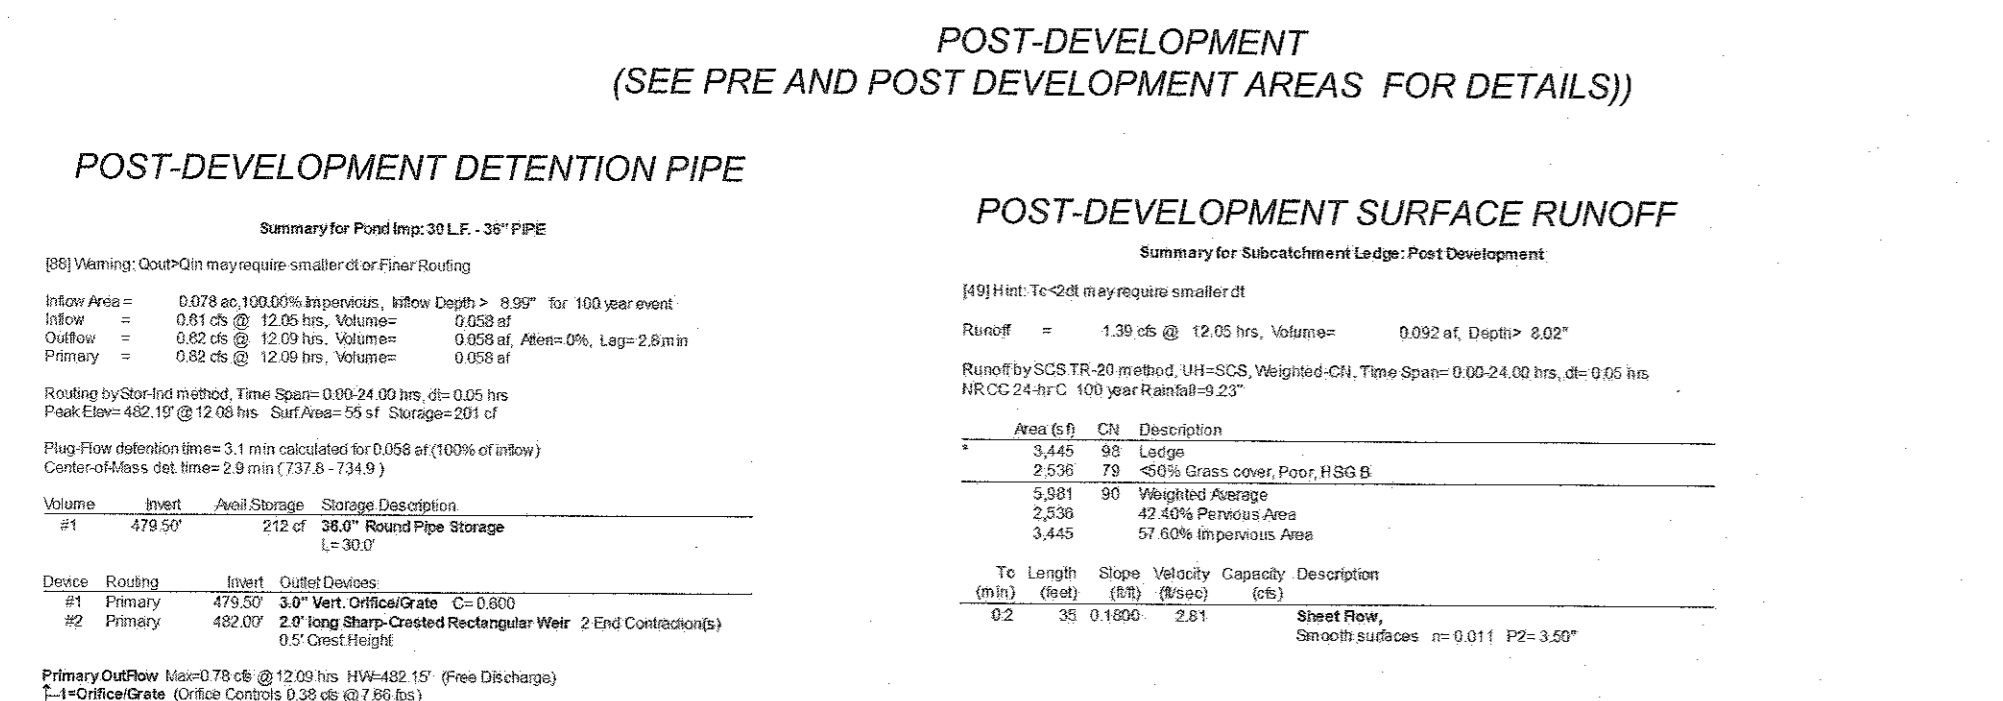 POST-DEVELOPMENT
(SEE PRE AND POST DEVELOPMENT AREAS FOR DETAILS))
POST-DEVELOPMENT DETENTION PIPE
Summary for Pond Imp: 30 L.F. - 36" PIPE
[88] Warning: Qout>Qin may require smaller dt or Finer Routing
Inflow Area = 0.078 ac,100.00% Impervious, Inflow Depth > 8.99" for 100 year event
Inflow = 0.81 cfs @ 12.05 hrs, Volume= 0.058 af
Outflow = 0.82 cfs @ 12.09 hrs, Volume= 0.058 af, Atten= 0%, Lag= 2.8 min
Primary = 0.82 cfs @ 12.09 hrs, Volume= 0.058 af
Routing by Stor-Ind method, Time Span= 0.00-24.00 hrs, dt= 0.05 hrs
Peak Elev= 482.19' @ 12.08 hrs Surf.Area= 55 sf Storage= 201 cf
Plug-Flow detention time= 3.1 min calculated for 0.058 af (100% of inflow)
Center-of-Mass det. time= 2.9 min ( 737.8 - 734.9 )
Volume Invert Avail.Storage Storage Description
#1 479.50' 212 cf 36.0" Round Pipe Storage
L= 30.0'
Device Routing Invert Outlet Devices
#1 Primary 479.50' 3.0" Vert. Orifice/Grate C= 0.600
#2 Primary 482.00' 2.0' long Sharp-Crested Rectangular Weir 2 End Contraction(s)
0.5' Crest Height
Primary OutFlow Max=0.78 cfs @ 12.09 hrs HW=482.15' (Free Discharge)
1=Orifice/Grate (Orifice Controls 0.38 cfs @ 7.66 fps)
POST-DEVELOPMENT SURFACE RUNOFF
Summary for Subcatchment Ledge: Post Development
[49] Hint: Tc<2dt may require smaller dt
Runoff = 1.39 cfs @ 12.05 hrs, Volume= 0.092 af, Depth> 8.02"
Runoff by SCS TR-20 method, UH=SCS, Weighted-CN, Time Span= 0.00-24.00 hrs, dt= 0.05 hrs
NRCC 24-hr C 100 year Rainfall=9.23"
Area (sf) CN Description
* 3,445 98 Ledge
2,536 79 <50% Grass cover, Poor, HSG B
5,981 90 Weighted Average
2,536 42.40% Pervious Area
3,445 57.60% Impervious Area
Tc Length Slope Velocity Capacity Description
(min) (feet) (ft/ft) (ft/sec) (cfs)
0.2 35 0.1800 2.81 Sheet Flow,
Smooth surfaces n= 0.011 P2= 3.50"